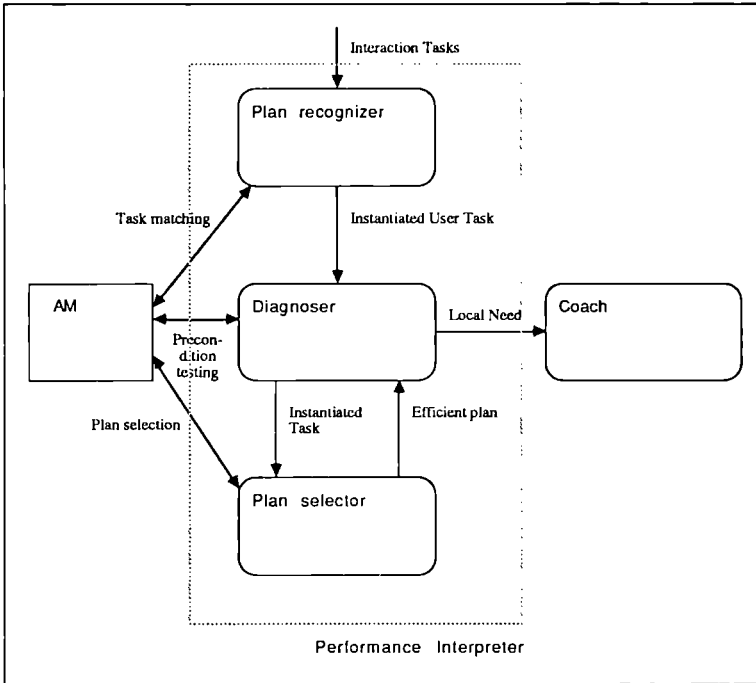 Interaction Tasks
Plan recognizer
Task matching
Instantiated User Task
AM
Diagnoser
Local Need
Coach
Precon-
dition
testing
Plan selection
Instantiated
Task
Efficient plan
Plan selector
Performance Interpreter